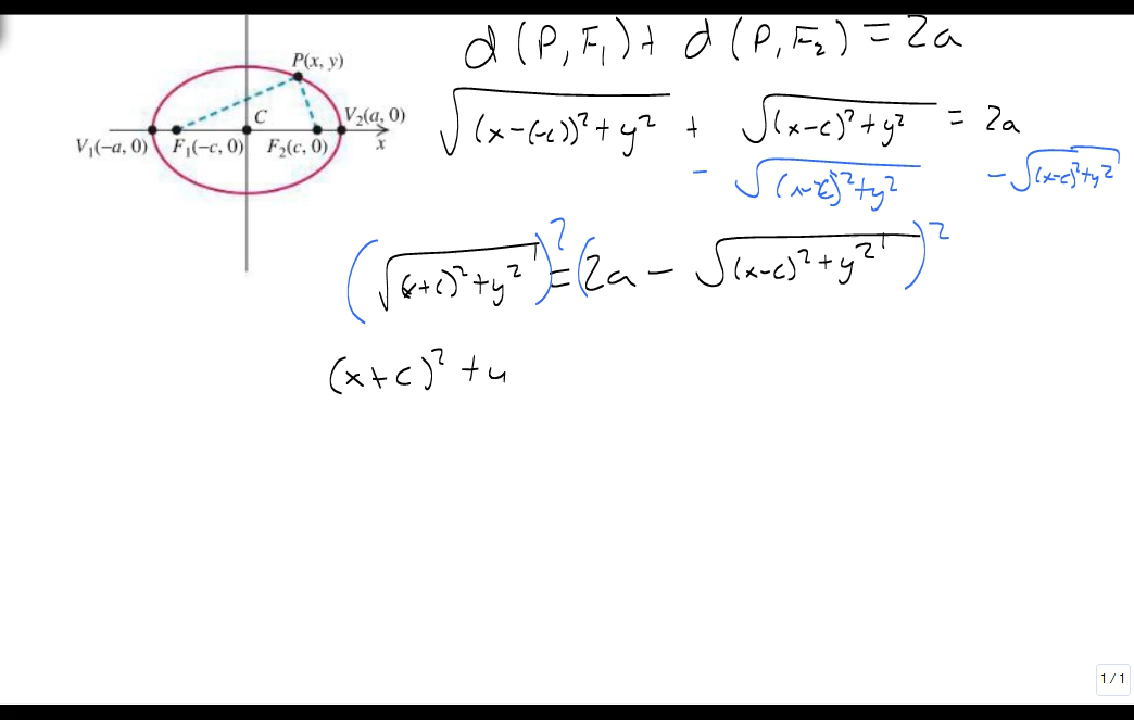 d(P, F₁) + d(P, F₂) = 2a
P(x, y)
C
V₂(a, 0)
V₁(−a, 0) F₁(−c, 0) F₂(c, 0) x
√((x-(-c))² + y²) + √((x-c)² + y²) = 2a
- √((x-c)² + y²) - √((x-c)² + y²)
(√((x+c)² + y²))² = (2a - √((x-c)² + y²))²
(x+c)² + y
1/1